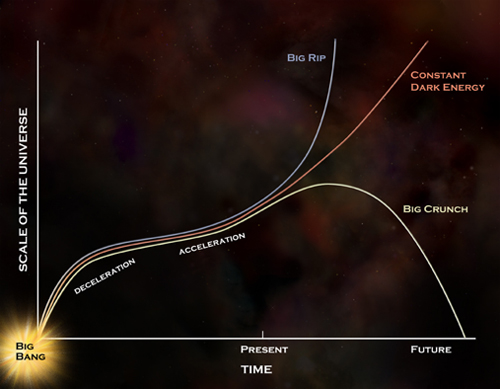 BIG RIP
CONSTANT
DARK ENERGY
SCALE OF THE UNIVERSE
BIG CRUNCH
DECELERATION
ACCELERATION
BIG
BANG
PRESENT
FUTURE
TIME